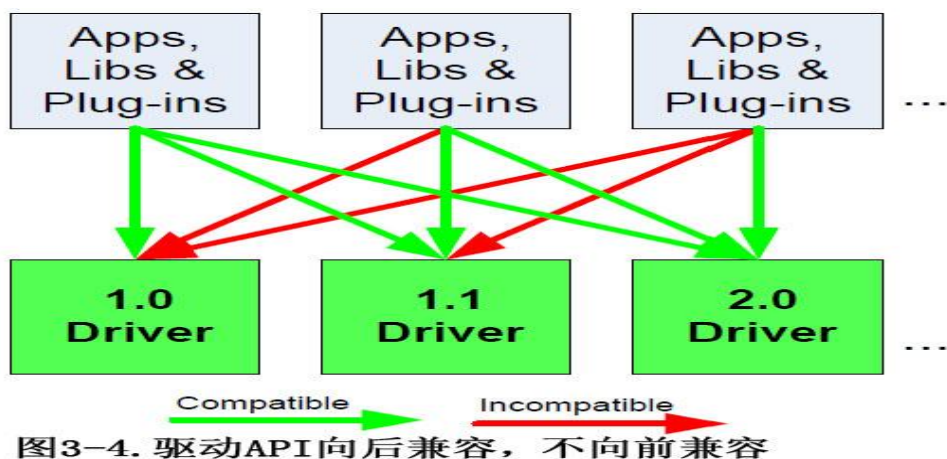 Apps,
Libs &
Plug-ins
Apps,
Libs &
Plug-ins
Apps,
Libs &
Plug-ins
...
1.0
Driver
1.1
Driver
2.0
Driver
...
Compatible
Incompatible
图3-4. 驱动API向后兼容，不向前兼容